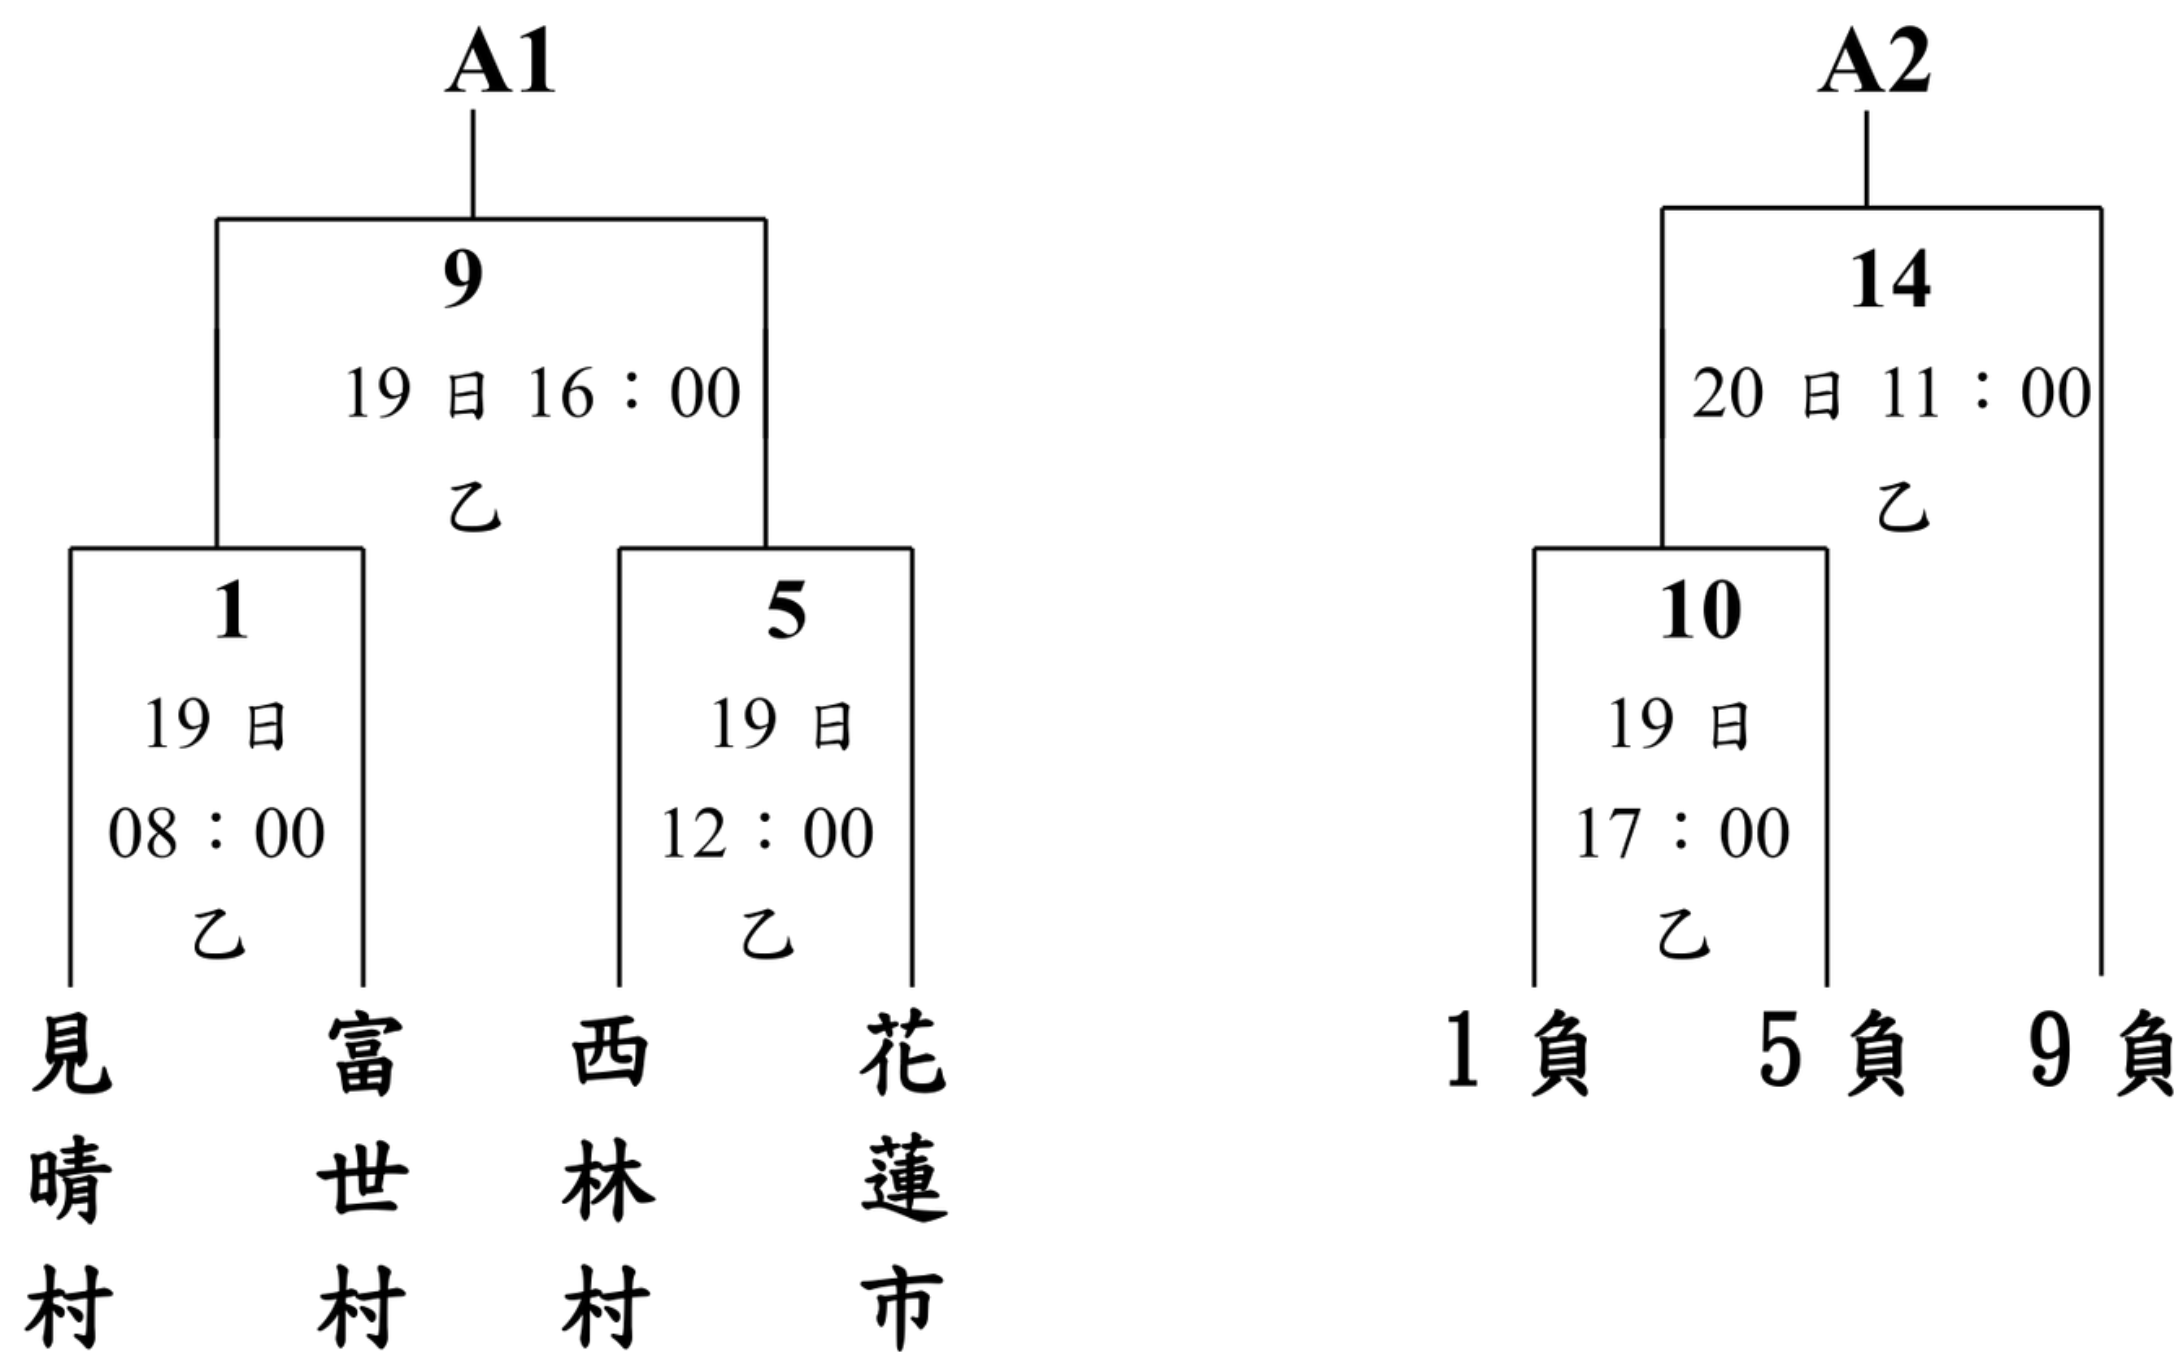 A1
9
19 日 16：00
乙
1
19 日
08：00
乙
5
19 日
12：00
乙
見晴村
富世村
西林村
花蓮市
A2
14
20 日 11：00
乙
10
19 日
17：00
乙
1 負
5 負
9 負